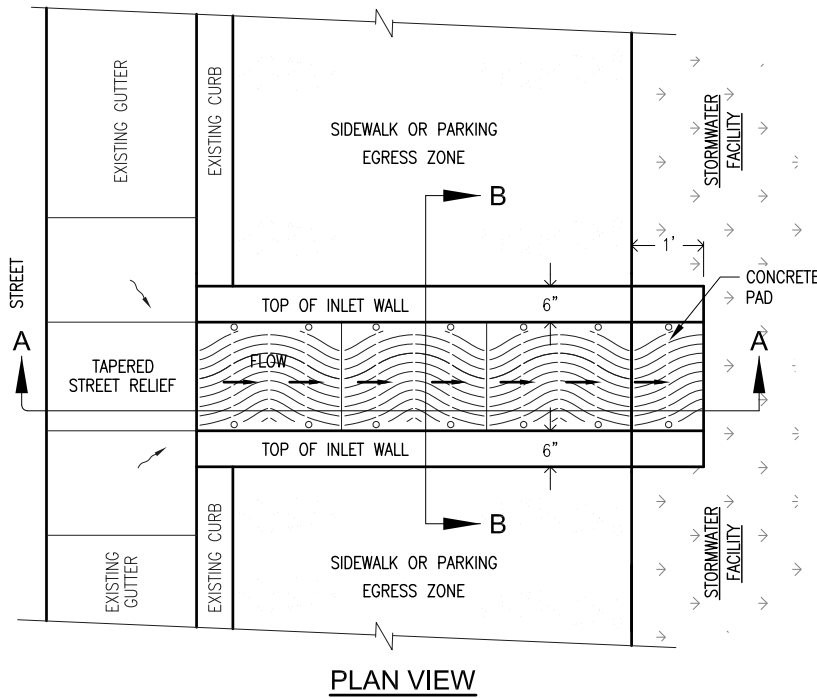 EXISTING GUTTER
EXISTING CURB
SIDEWALK OR PARKING
EGRESS ZONE
STORMWATER
FACILITY
B
1'
CONCRETE
PAD
STREET
TOP OF INLET WALL
6"
A
TAPERED
STREET RELIEF
FLOW
A
TOP OF INLET WALL
6"
B
EXISTING
GUTTER
EXISTING CURB
SIDEWALK OR PARKING
EGRESS ZONE
STORMWATER
FACILITY
PLAN VIEW